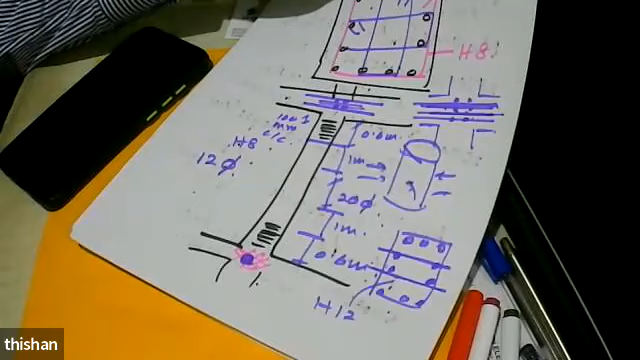 H8
100
mm
c/c
H8
12ϕ
0.6m
1m
20ϕ
1m
0.6m
H12
thishan